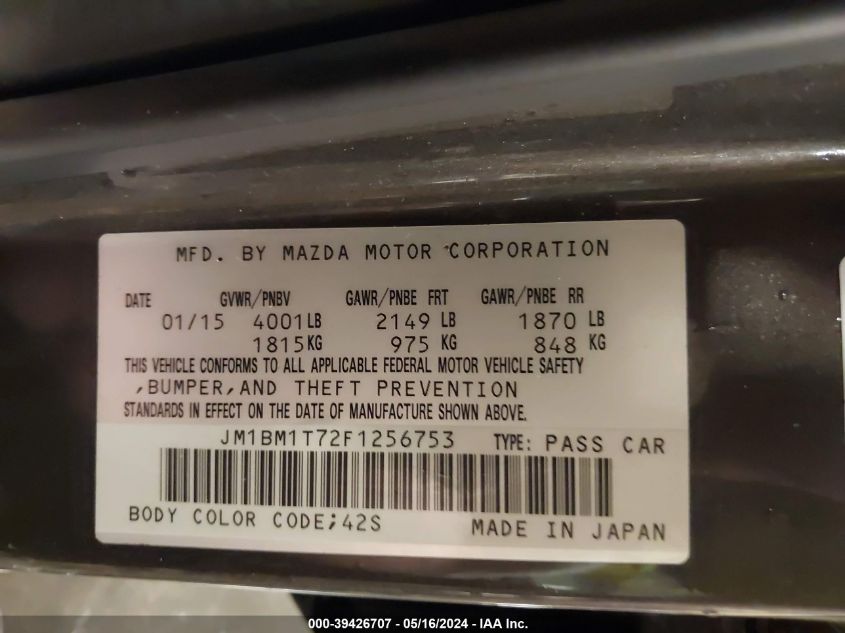 MFD. BY MAZDA MOTOR CORPORATION
DATE GVWR/PNBV GAWR/PNBE FRT GAWR/PNBE RR
01/15 4001 LB 2149 LB 1870 LB
1815 KG 975 KG 848 KG
THIS VEHICLE CONFORMS TO ALL APPLICABLE FEDERAL MOTOR VEHICLE SAFETY
,BUMPER,AND THEFT PREVENTION
STANDARDS IN EFFECT ON THE DATE OF MANUFACTURE SHOWN ABOVE.
JM1BM1T72F1256753 TYPE: PASS CAR
BODY COLOR CODE;42S MADE IN JAPAN
000-39426707 - 05/16/2024 - IAA Inc.